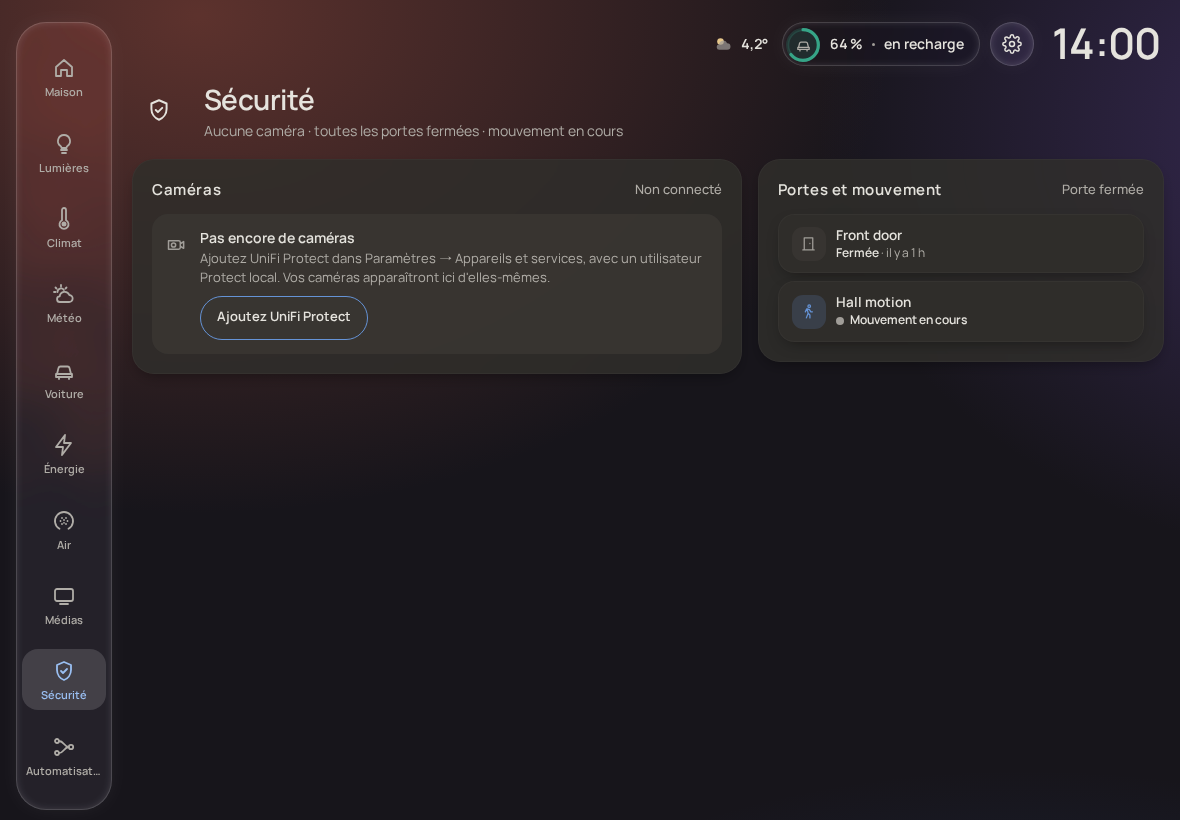 4,2°
64 % • en recharge
14:00
Maison
Lumières
Climat
Météo
Voiture
Énergie
Air
Médias
Sécurité
Automatisat...
Sécurité
Aucune caméra · toutes les portes fermées · mouvement en cours
Caméras
Non connecté
Pas encore de caméras
Ajoutez UniFi Protect dans Paramètres → Appareils et services, avec un utilisateur
Protect local. Vos caméras apparaîtront ici d'elles-mêmes.
Ajoutez UniFi Protect
Portes et mouvement
Porte fermée
Front door
Fermée · il y a 1 h
Hall motion
Mouvement en cours